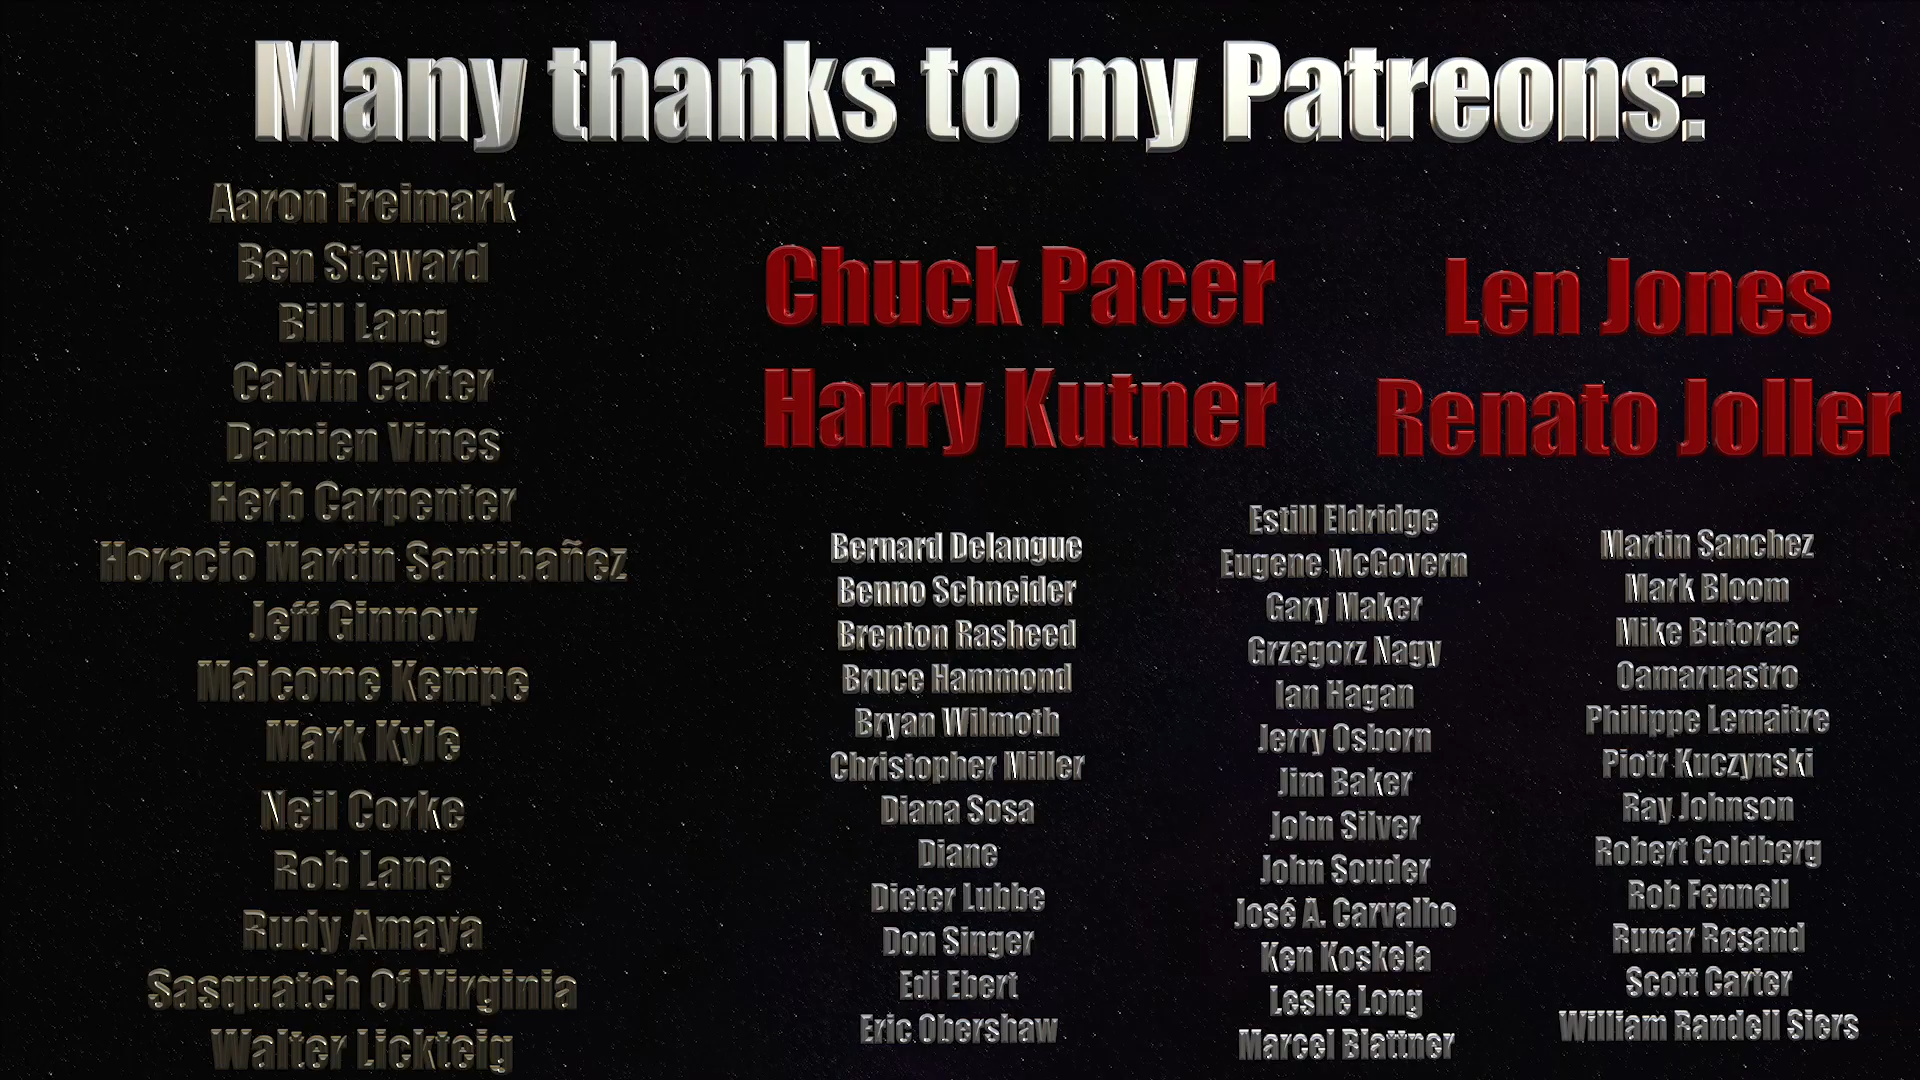 Many thanks to my Patreons:
Aaron Freimark
Ben Steward
Bill Lang
Calvin Carter
Damien Vines
Herb Carpenter
Horacio Martin Santibañez
Jeff Ginnow
Malcome Kempe
Mark Kyle
Neil Corke
Rob Lane
Rudy Amaya
Sasquatch Of Virginia
Walter Lickteig
Chuck Pacer
Harry Kutner
Len Jones
Renato Joller
Bernard Delangue
Benno Schneider
Brenton Rasheed
Bruce Hammond
Bryan Wilmoth
Christopher Miller
Diana Sosa
Diane
Dieter Lubbe
Don Singer
Edi Ebert
Eric Obershaw
Estill Eldridge
Eugene McGovern
Gary Maker
Grzegorz Nagy
Ian Hagan
Jerry Osborn
Jim Baker
John Silver
John Souder
José A. Carvalho
Ken Koskela
Leslie Long
Marcel Blattner
Martin Sanchez
Mark Bloom
Mike Butorac
Oamaruastro
Philippe Lemaitre
Piotr Kuczynski
Ray Johnson
Robert Goldberg
Rob Fennell
Runar Røsand
Scott Carter
William Randell Siers